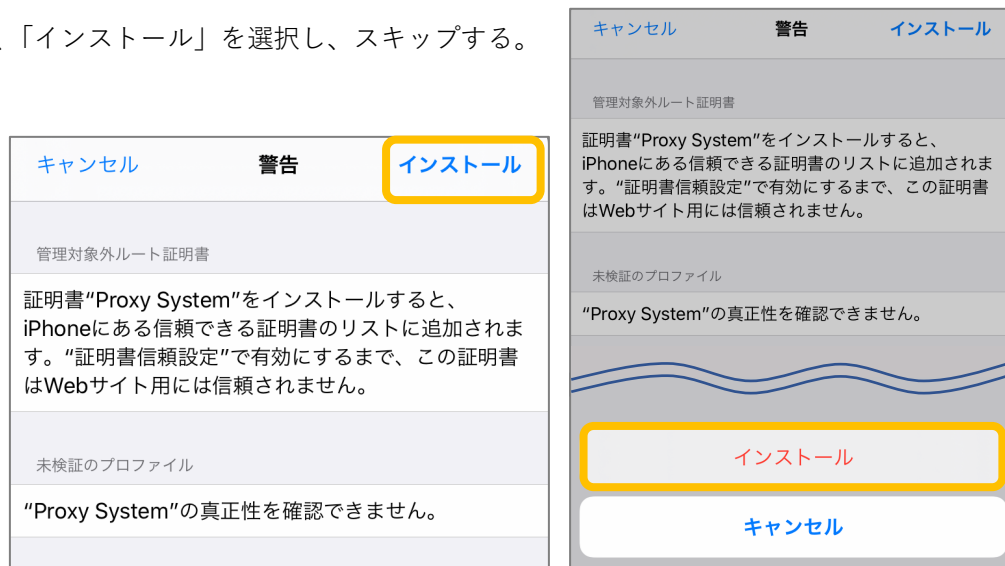 、「インストール」を選択し、スキップする。
キャンセル 警告 インストール
管理対象外ルート証明書
証明書“Proxy System”をインストールすると、
iPhoneにある信頼できる証明書のリストに追加されま
す。“証明書信頼設定”で有効にするまで、この証明書
はWebサイト用には信頼されません。
未検証のプロファイル
“Proxy System”の真正性を確認できません。
キャンセル 警告 インストール
管理対象外ルート証明書
証明書“Proxy System”をインストールすると、
iPhoneにある信頼できる証明書のリストに追加されま
す。“証明書信頼設定”で有効にするまで、この証明書
はWebサイト用には信頼されません。
未検証のプロファイル
“Proxy System”の真正性を確認できません。
インストール
キャンセル